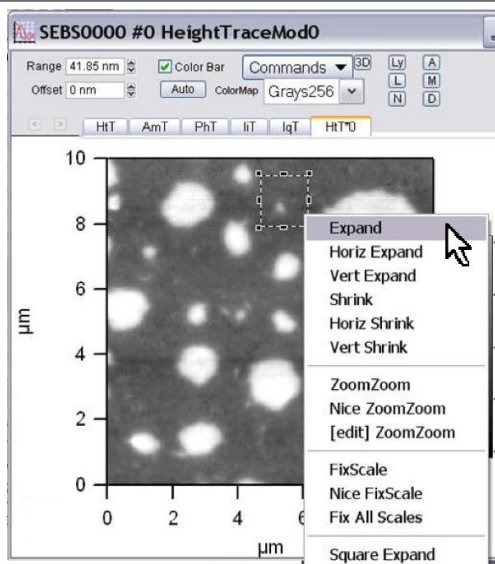 SEBS0000 #0 HeightTraceMod0
Range 41.85 nm Color Bar Commands 3D Ly A
Offset 0 nm Auto ColorMap Grays256 L M
N D
HtT AmT PhT IiT IqT HtT*0
10
8
6
4
2
0
µm
0 2 4 6
µm
Expand
Horiz Expand
Vert Expand
Shrink
Horiz Shrink
Vert Shrink
ZoomZoom
Nice ZoomZoom
[edit] ZoomZoom
FixScale
Nice FixScale
Fix All Scales
Square Expand